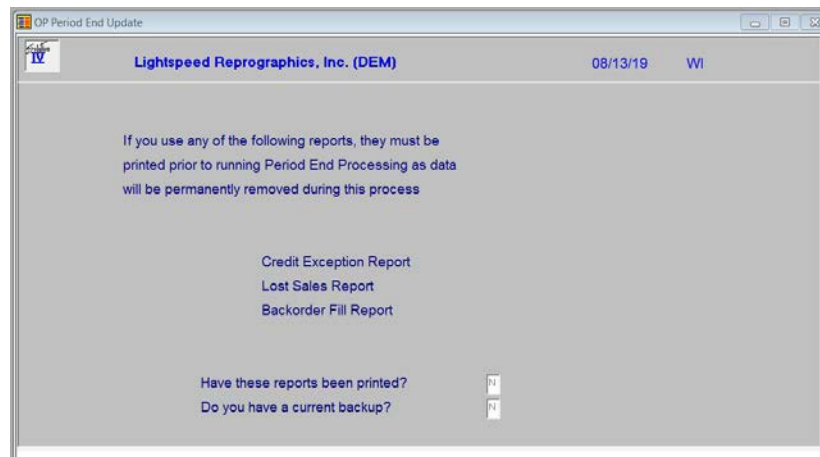 OP Period End Update
IV
Lightspeed Reprographics, Inc. (DEM) 08/13/19 WI
If you use any of the following reports, they must be
printed prior to running Period End Processing as data
will be permanently removed during this process
Credit Exception Report
Lost Sales Report
Backorder Fill Report
Have these reports been printed? N
Do you have a current backup? N